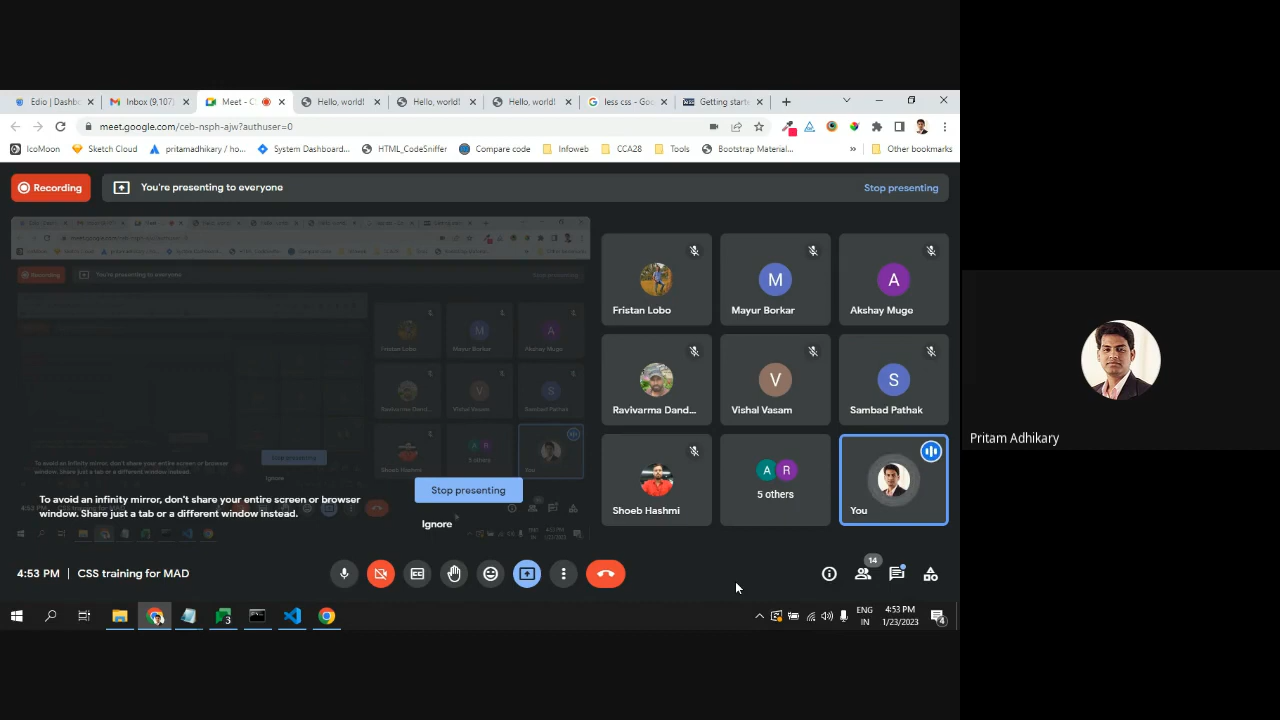 Edio | Dashbc
Inbox (9,107)
Meet - C
Hello, world!
Hello, world!
Hello, world!
less css - Goo
Getting starte
meet.google.com/ceb-nsph-ajw?authuser=0
IcoMoon
Sketch Cloud
pritamadhikary / ho...
System Dashboard...
HTML_CodeSniffer
Compare code
Infoweb
CCA28
Tools
Bootstrap Material...
»
Other bookmarks
Recording
You're presenting to everyone
Stop presenting
Fristan Lobo
M
Mayur Borkar
A
Akshay Muge
Ravivarma Dand...
V
Vishal Vasam
S
Sambad Pathak
Shoeb Hashmi
A R
5 others
You
To avoid an infinity mirror, don't share your entire screen or browser
window. Share just a tab or a different window instead.
Stop presenting
Ignore
4:53 PM | CSS training for MAD
14
3
ENG
IN
4:53 PM
1/23/2023
4
Pritam Adhikary